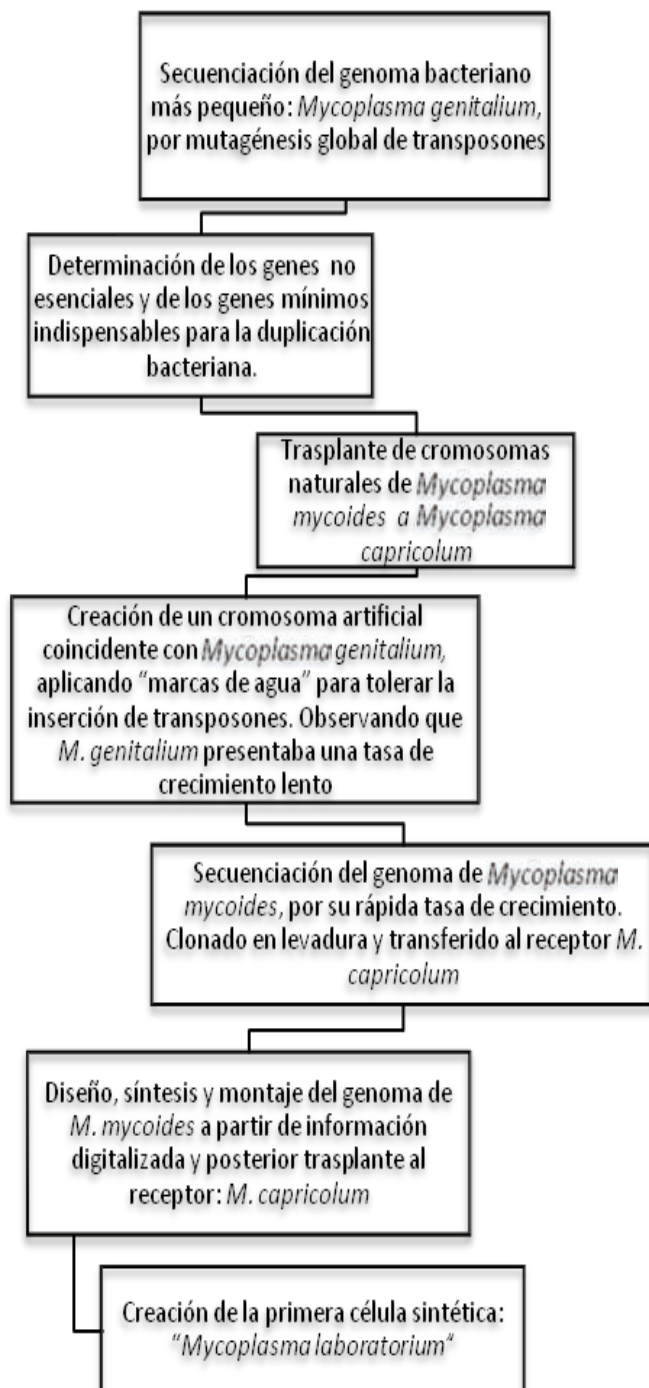 Secuenciación del genoma bacteriano
más pequeño: Mycoplasma genitalium,
por mutagénesis global de transposones
Determinación de los genes no
esenciales y de los genes mínimos
indispensables para la duplicación
bacteriana.
Trasplante de cromosomas
naturales de Mycoplasma
mycoides a Mycoplasma
capricolum
Creación de un cromosoma artificial
coincidente con Mycoplasma genitalium,
aplicando "marcas de agua" para tolerar la
inserción de transposones. Observando que
M. genitalium presentaba una tasa de
crecimiento lento
Secuenciación del genoma de Mycoplasma
mycoides, por su rápida tasa de crecimiento.
Clonado en levadura y transferido al receptor M.
capricolum
Diseño, síntesis y montaje del genoma de
M. mycoides a partir de información
digitalizada y posterior trasplante al
receptor: M. capricolum
Creación de la primera célula sintética:
"Mycoplasma laboratorium"